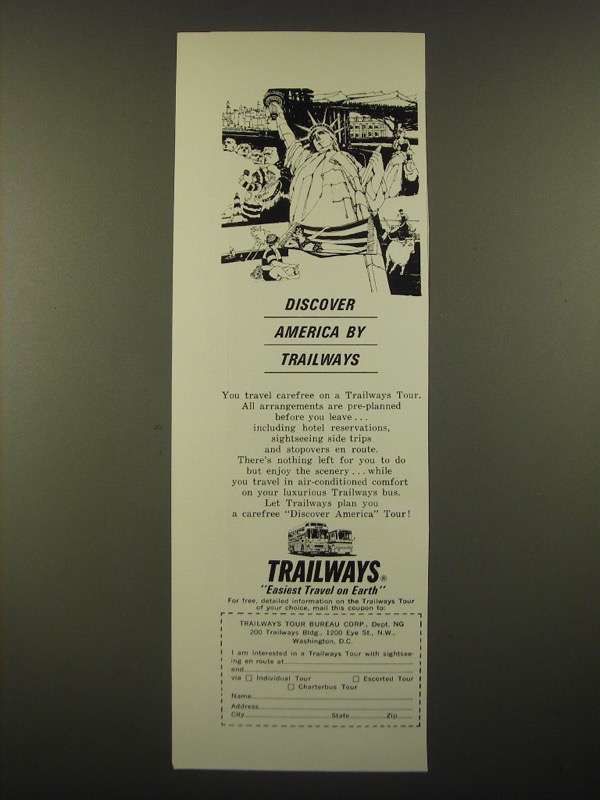 DISCOVER
AMERICA BY
TRAILWAYS
You travel carefree on a Trailways Tour.
All arrangements are pre-planned
before you leave...
including hotel reservations,
sightseeing side trips
and stopovers en route.
There's nothing left for you to do
but enjoy the scenery... while
you travel in air-conditioned comfort
on your luxurious Trailways bus.
Let Trailways plan you
a carefree "Discover America" Tour!
TRAILWAYS®
"Easiest Travel on Earth"
For free, detailed information on the Trailways Tour
of your choice, mail this coupon to:
TRAILWAYS TOUR BUREAU CORP., Dept. NG
200 Trailways Bldg., 1200 Eye St., N.W.,
Washington, D.C.
I am interested in a Trailways Tour with sightsee-
ing en route at
end
via □ Individual Tour □ Escorted Tour
□ Charterbus Tour
Name
Address
City State Zip